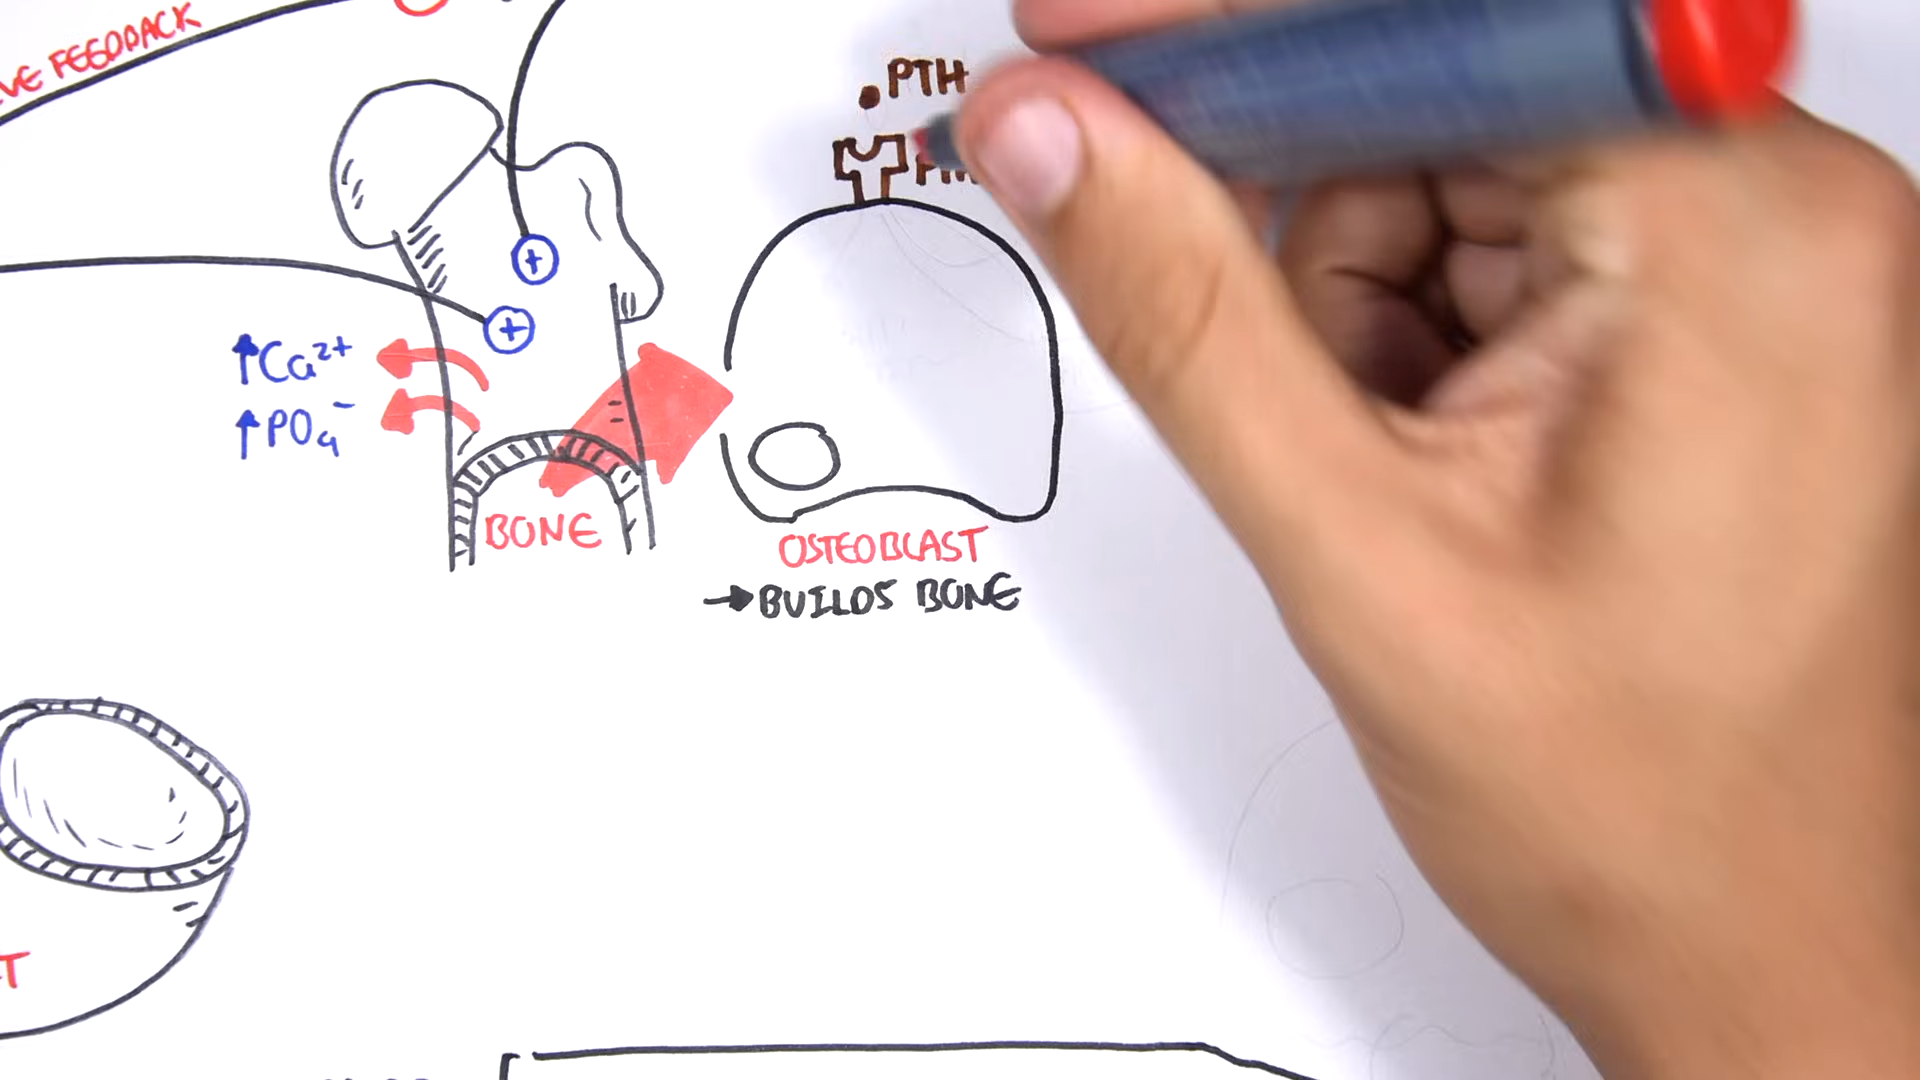 VE FEEDBACK
PTH
+
+
↑Ca²⁺
↑PO₄⁻
BONE
OSTEOBLAST
→BUILDS BONE
T